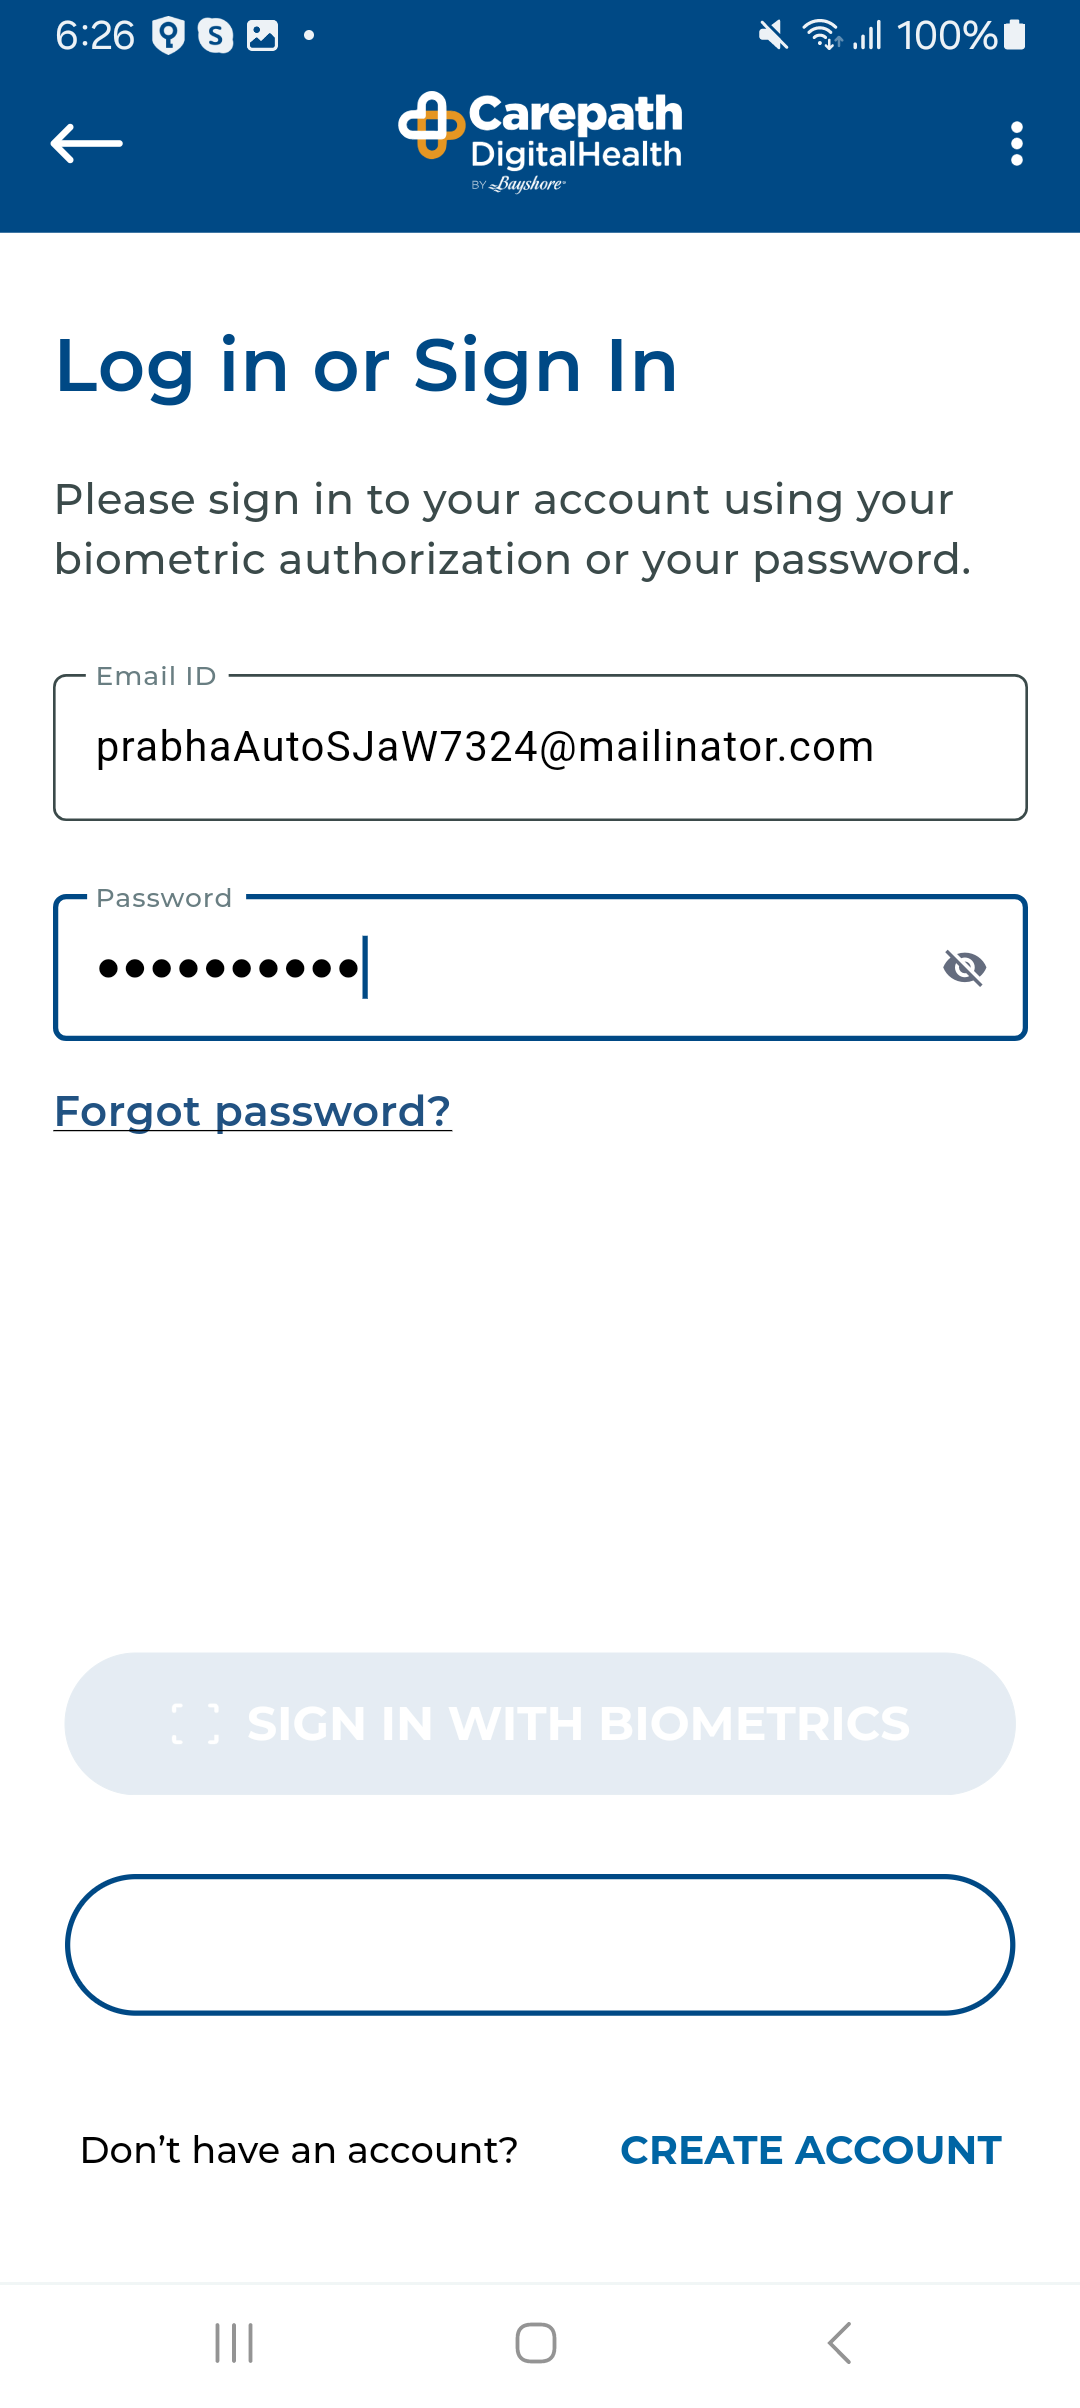 6:26
100%
Carepath
DigitalHealth
BY Bayshore
Log in or Sign In
Please sign in to your account using your
biometric authorization or your password.
Email ID
prabhaAutoSJaW7324@mailinator.com
Password
••••••••••
Forgot password?
SIGN IN WITH BIOMETRICS
Don’t have an account?
CREATE ACCOUNT